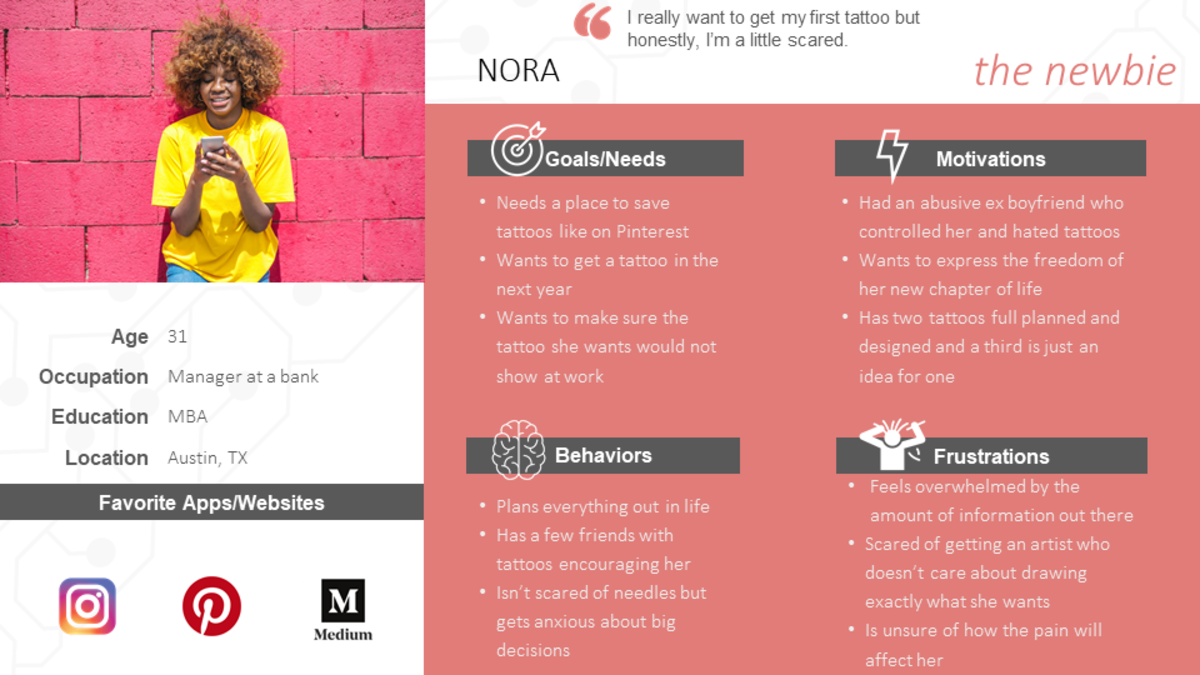 I really want to get my first tattoo but
honestly, I'm a little scared.
NORA
the newbie
Age 31
Occupation Manager at a bank
Education MBA
Location Austin, TX
Favorite Apps/Websites
M
Medium
Goals/Needs
• Needs a place to save
tattoos like on Pinterest
• Wants to get a tattoo in the
next year
• Wants to make sure the
tattoo she wants would not
show at work
Motivations
• Had an abusive ex boyfriend who
controlled her and hated tattoos
• Wants to express the freedom of
her new chapter of life
• Has two tattoos full planned and
designed and a third is just an
idea for one
Behaviors
• Plans everything out in life
• Has a few friends with
tattoos encouraging her
• Isn't scared of needles but
gets anxious about big
decisions
Frustrations
• Feels overwhelmed by the
amount of information out there
• Scared of getting an artist who
doesn't care about drawing
exactly what she wants
• Is unsure of how the pain will
affect her